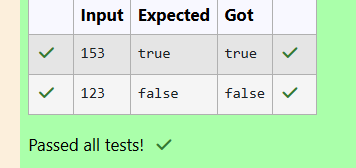 Input Expected Got
153 true true
123 false false
Passed all tests!